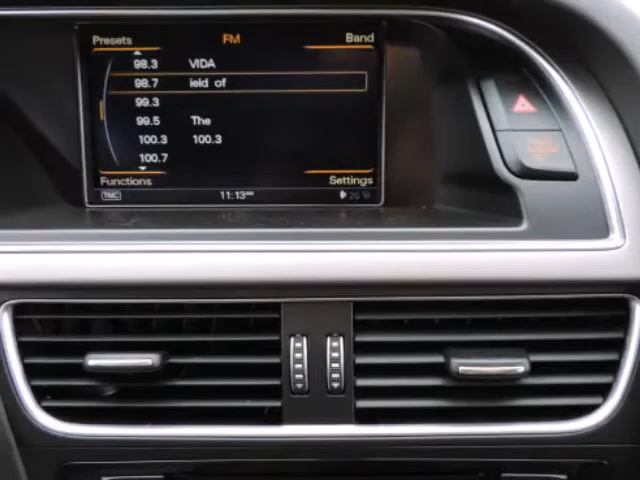 Presets FM Band
98.3 VIDA
98.7 ield of
99.3
99.5 The
100.3 100.3
100.7
Functions Settings
TMC 11:13